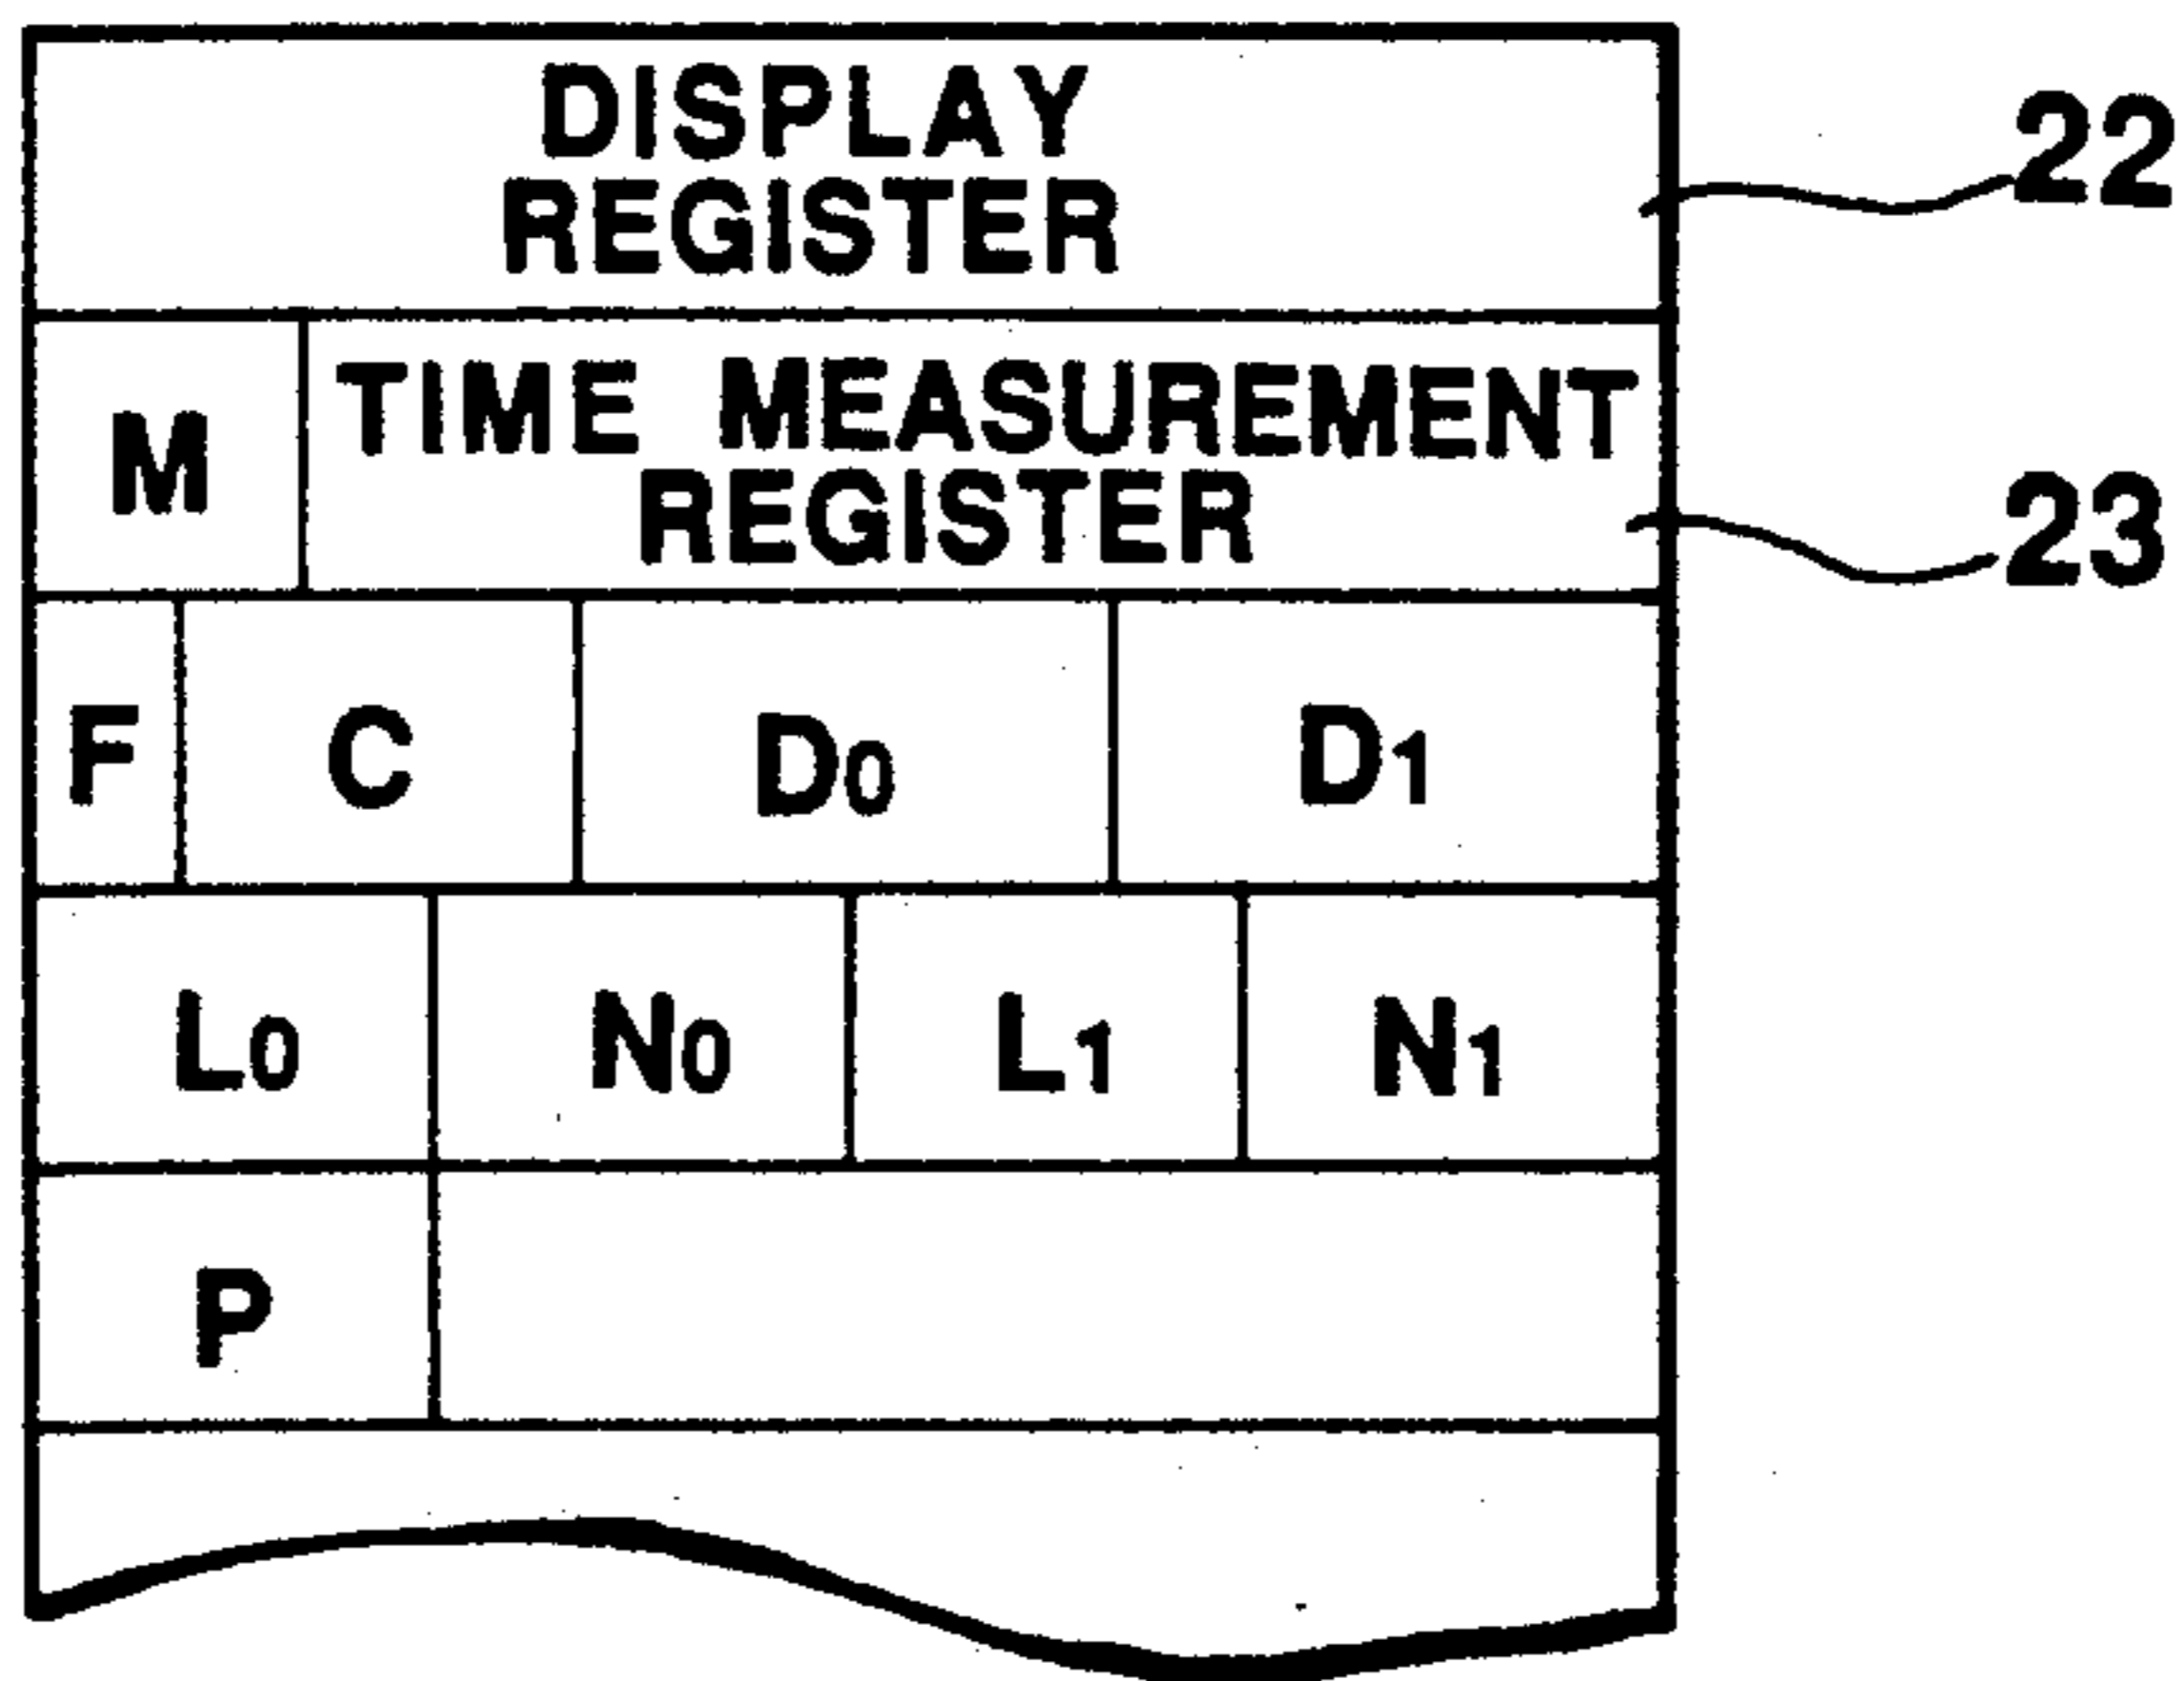 DISPLAY
REGISTER
22
M
TIME MEASUREMENT
REGISTER
23
F C D0 D1
L0 N0 L1 N1
P